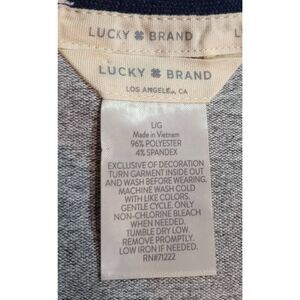 LUCKY BRAND
LUCKY BRAND
LOS ANGELES, CA
L/G
Made in Vietnam
96% POLYESTER
4% SPANDEX
EXCLUSIVE OF DECORATION
TURN GARMENT INSIDE OUT
AND WASH BEFORE WEARING.
MACHINE WASH COLD
WITH LIKE COLORS.
GENTLE CYCLE. ONLY
NON-CHLORINE BLEACH
WHEN NEEDED.
TUMBLE DRY LOW.
REMOVE PROMPTLY.
LOW IRON IF NEEDED.
RN#71222